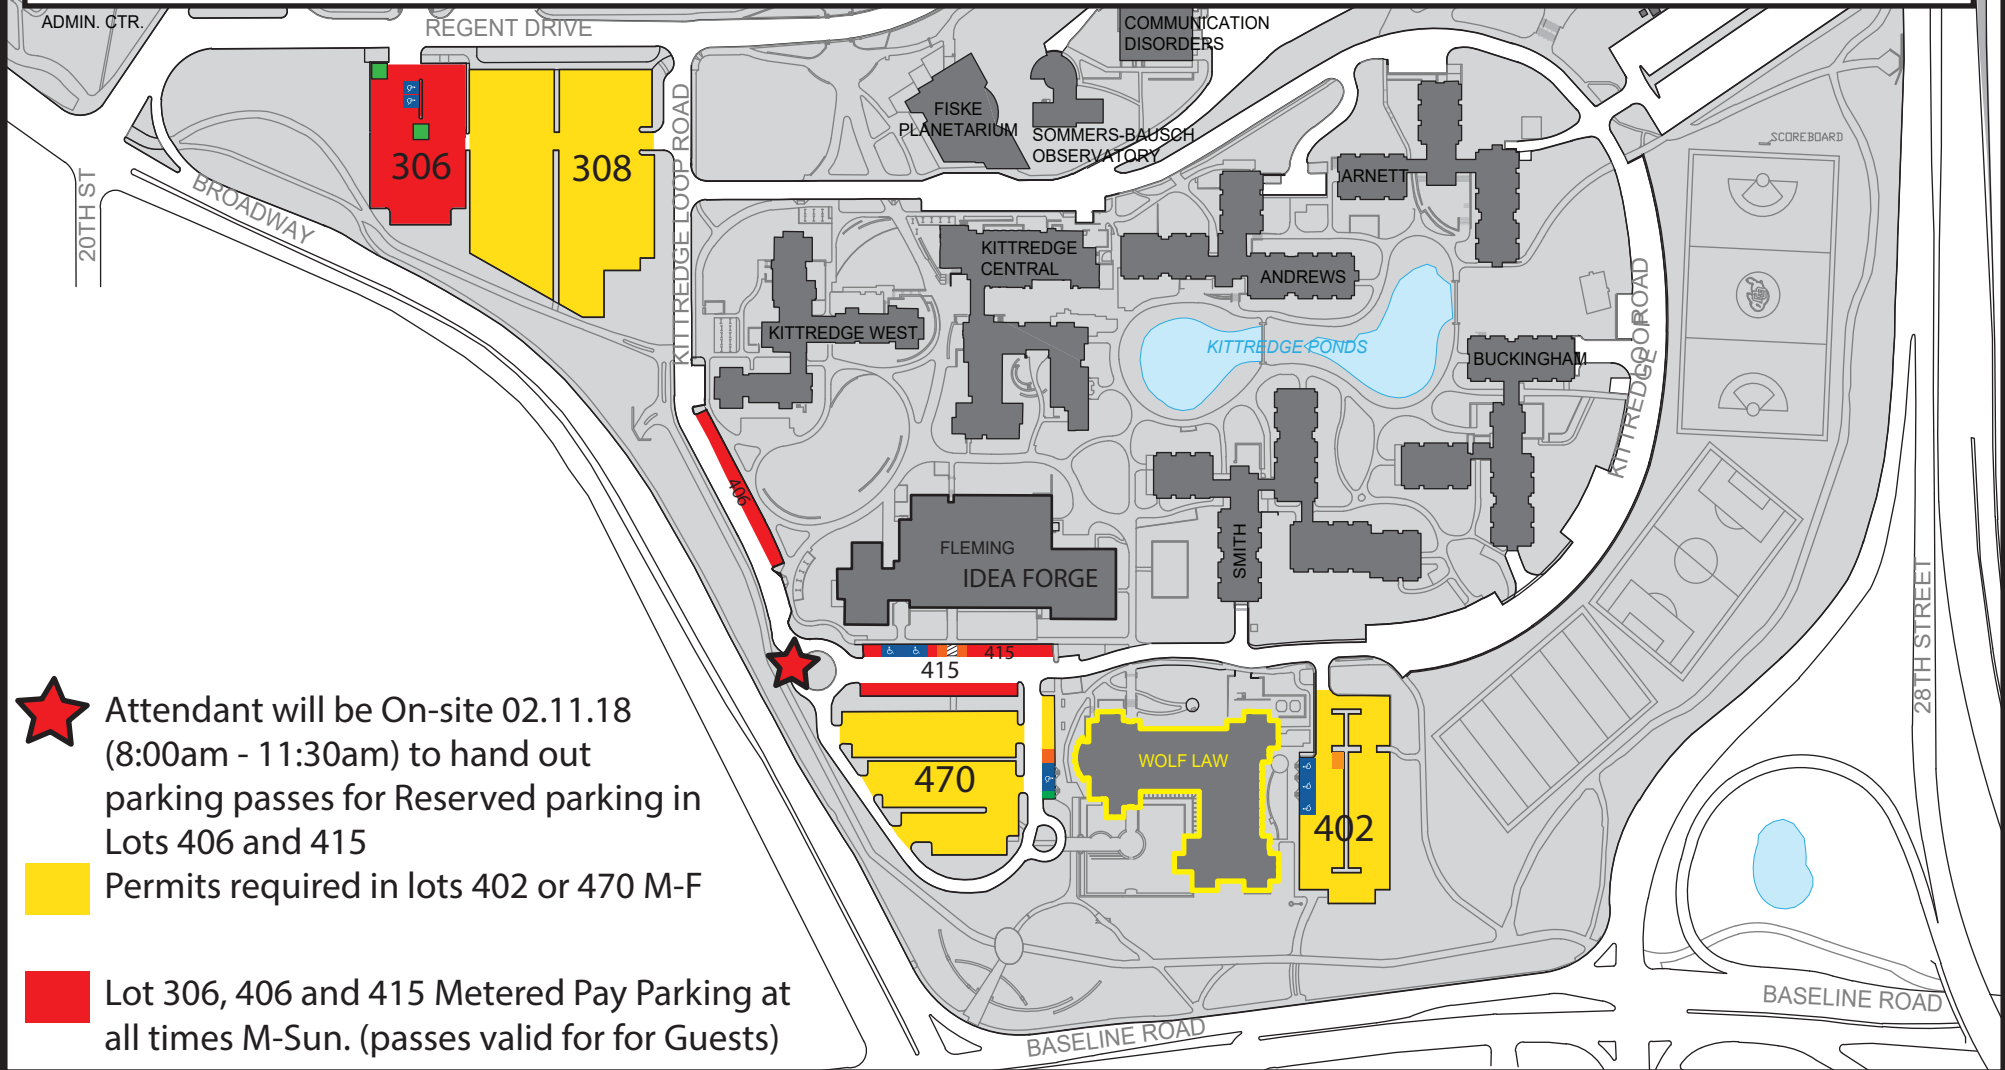 ADMIN. CTR.
REGENT DRIVE
COMMUNICATION
DISORDERS
FISKE
PLANETARIUM
SOMMERS-BAUSCH
OBSERVATORY
SCOREBOARD
306
308
KITTREDGE LOOP ROAD
20TH ST
BROADWAY
ARNETT
KITTREDGE
CENTRAL
ANDREWS
KITTREDGE WEST
KITTREDGE PONDS
BUCKINGHAM
KITTREDGE LOOP ROAD
406
FLEMING
IDEA FORGE
SMITH
28TH STREET
415
415
470
WOLF LAW
402
Attendant will be On-site 02.11.18
(8:00am - 11:30am) to hand out
parking passes for Reserved parking in
Lots 406 and 415
Permits required in lots 402 or 470 M-F
Lot 306, 406 and 415 Metered Pay Parking at
all times M-Sun. (passes valid for for Guests)
BASELINE ROAD
BASELINE ROAD